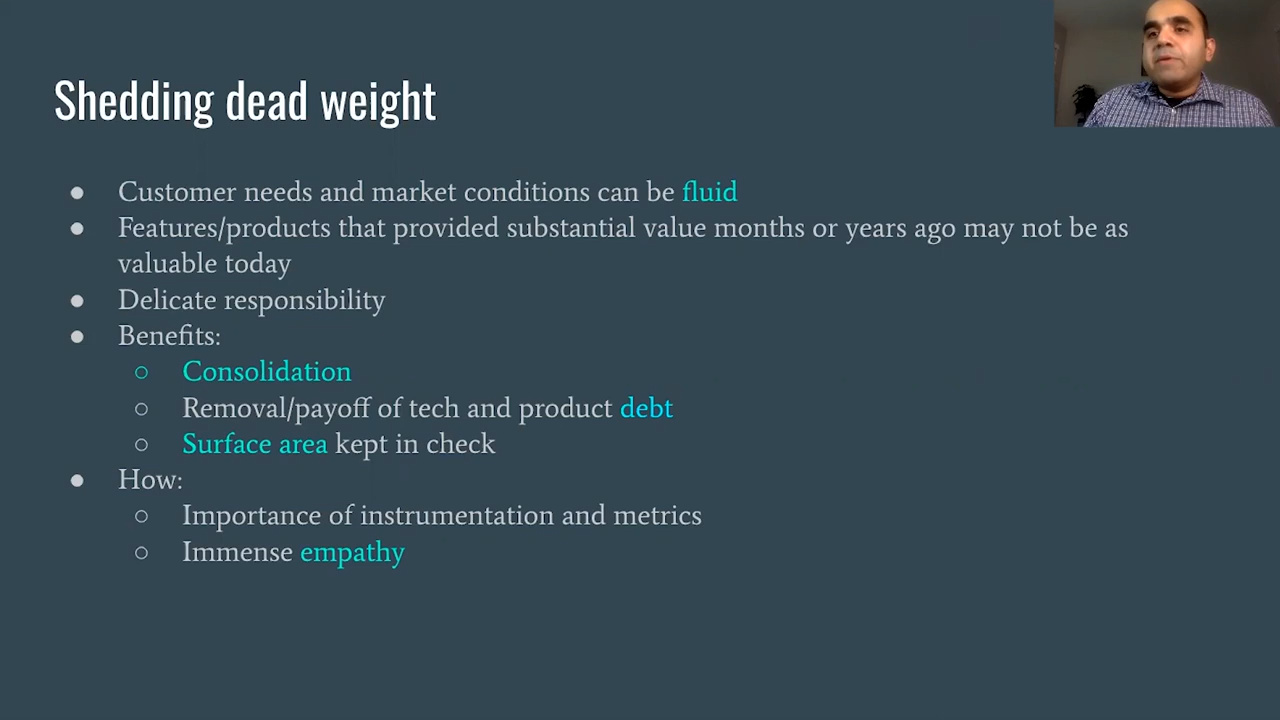 Shedding dead weight
● Customer needs and market conditions can be fluid
● Features/products that provided substantial value months or years ago may not be as
valuable today
● Delicate responsibility
● Benefits:
○ Consolidation
○ Removal/payoff of tech and product debt
○ Surface area kept in check
● How:
○ Importance of instrumentation and metrics
○ Immense empathy